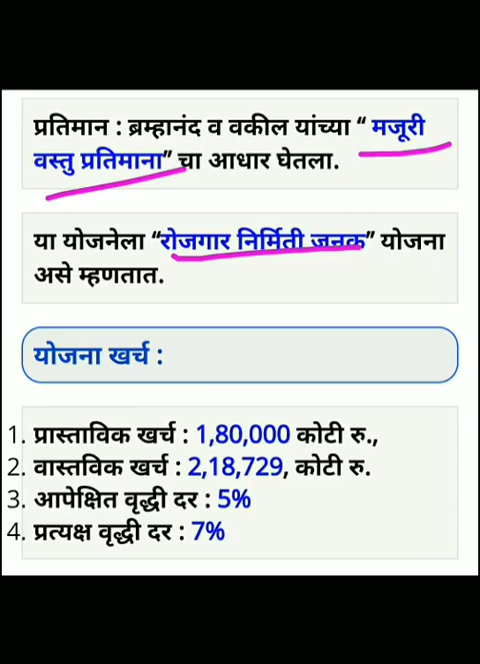 प्रतिमान : ब्रम्हानंद व वकील यांच्या “ मजूरी
वस्तु प्रतिमाना” चा आधार घेतला.
या योजनेला “रोजगार निर्मिती जनक” योजना
असे म्हणतात.
योजना खर्च :
1. प्रास्ताविक खर्च : 1,80,000 कोटी रु.,
2. वास्तविक खर्च : 2,18,729, कोटी रु.
3. आपेक्षित वृद्धी दर : 5%
4. प्रत्यक्ष वृद्धी दर : 7%